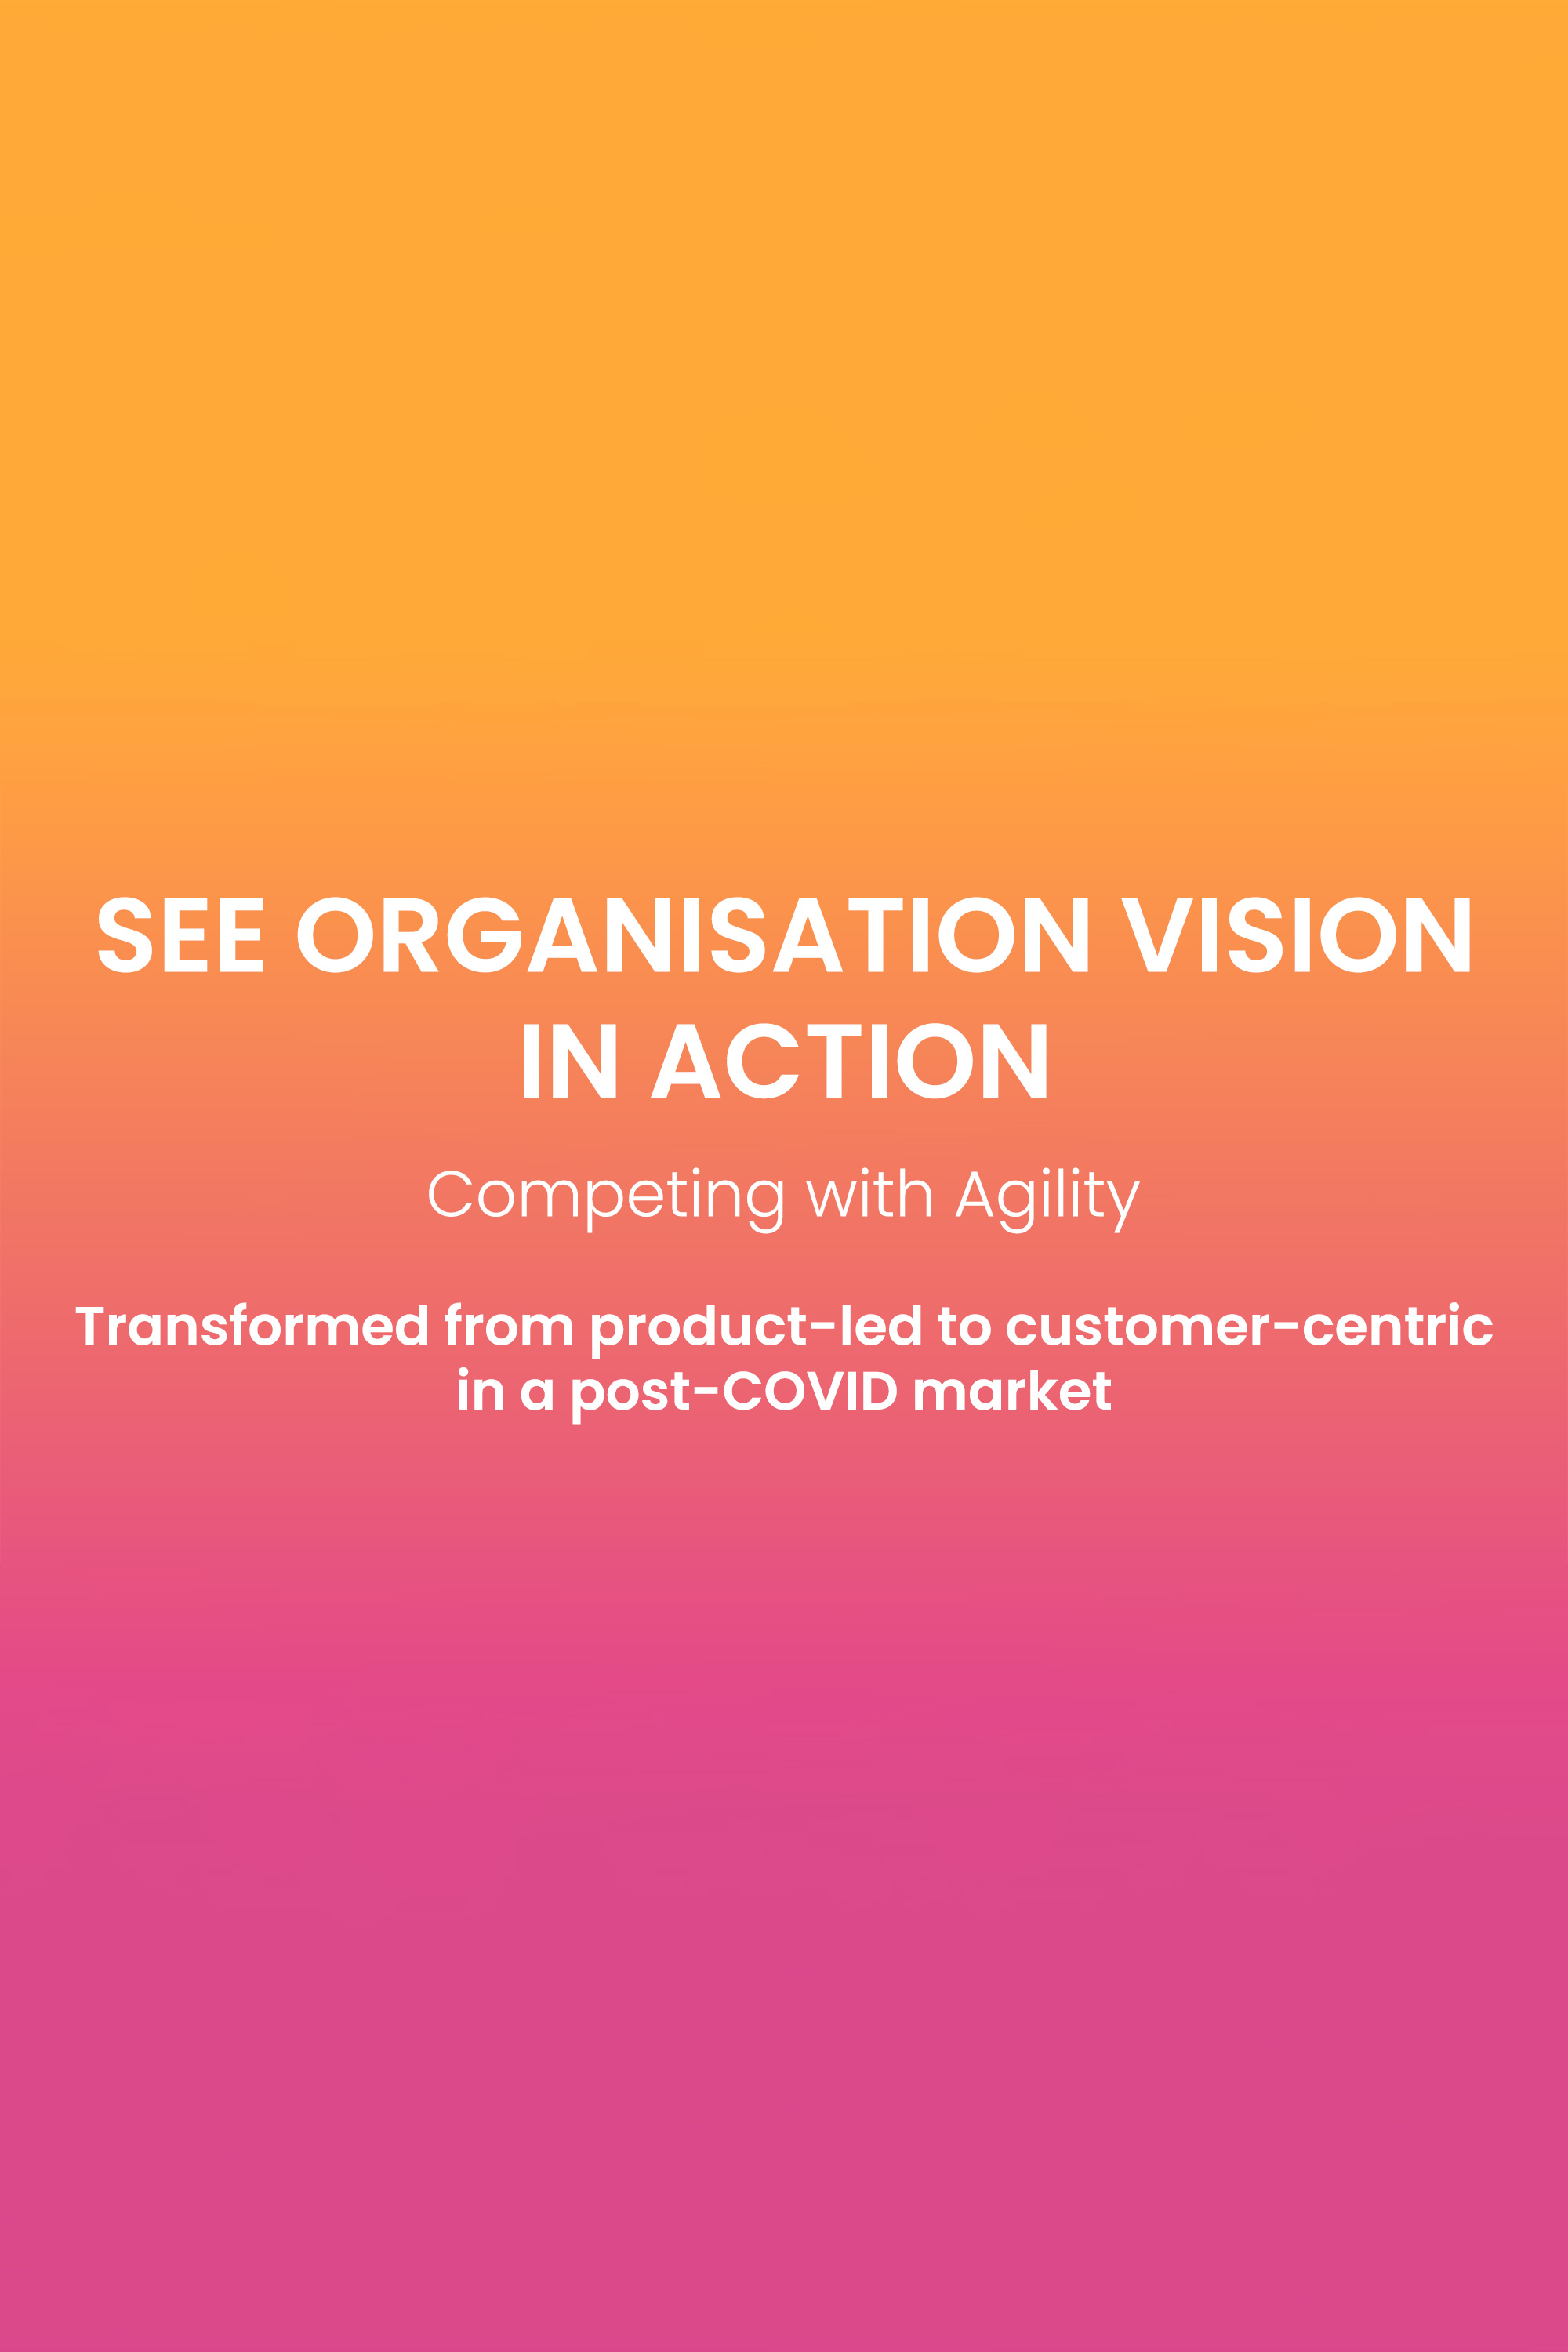 SEE ORGANISATION VISION
IN ACTION
Competing with Agility
Transformed from product-led to customer-centric
in a post-COVID market